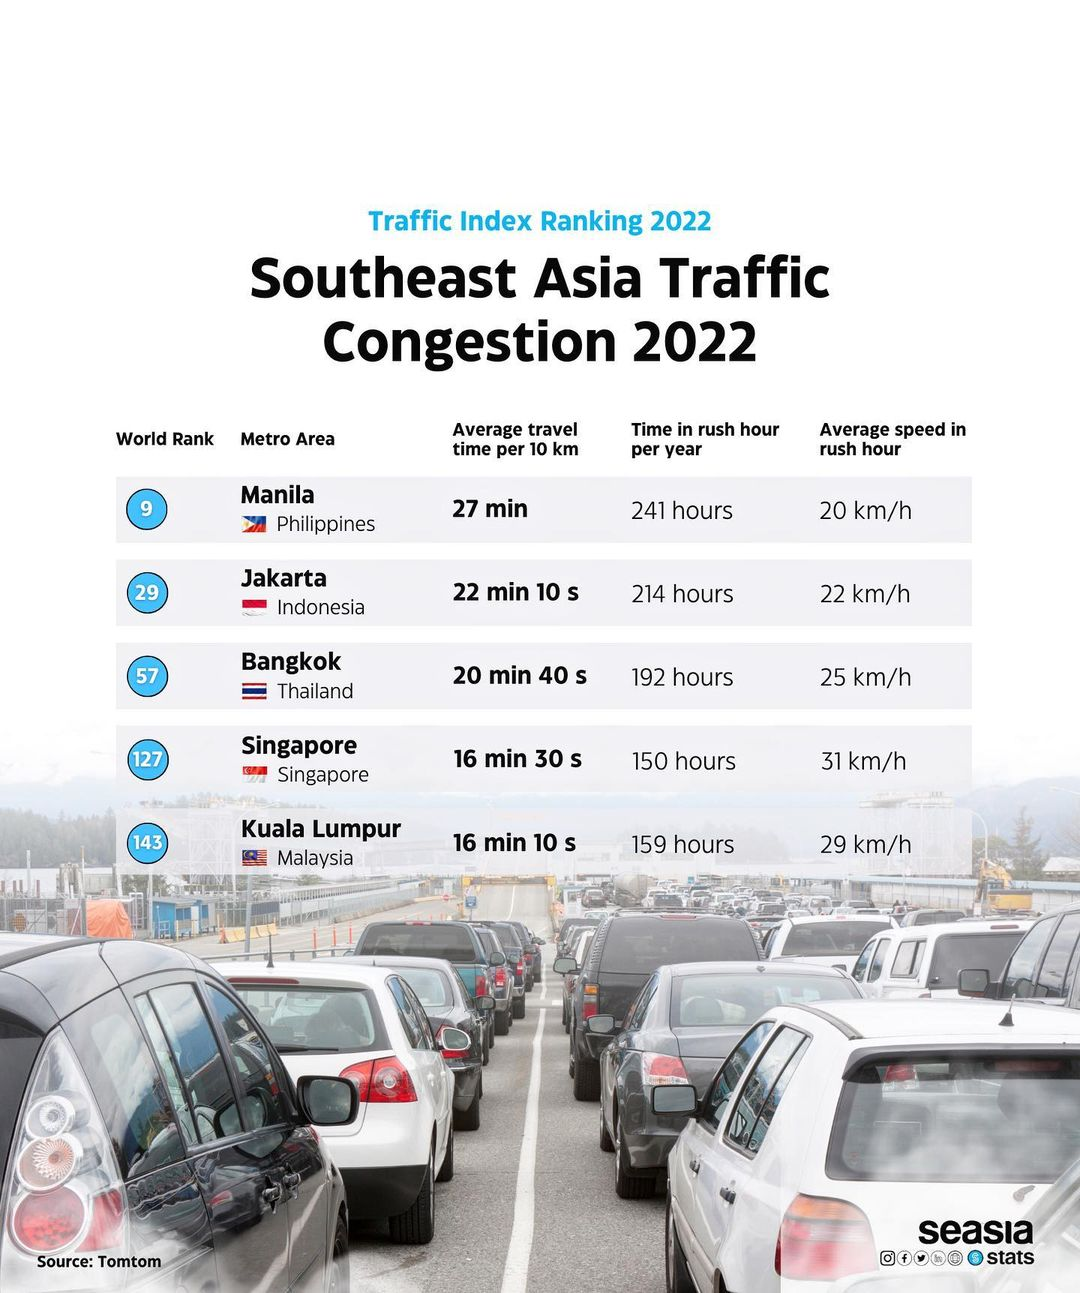 Traffic Index Ranking 2022
Southeast Asia Traffic
Congestion 2022
World Rank Metro Area Average travel time per 10 km Time in rush hour per year Average speed in rush hour
9 Manila Philippines 27 min 241 hours 20 km/h
29 Jakarta Indonesia 22 min 10 s 214 hours 22 km/h
57 Bangkok Thailand 20 min 40 s 192 hours 25 km/h
127 Singapore Singapore 16 min 30 s 150 hours 31 km/h
143 Kuala Lumpur Malaysia 16 min 10 s 159 hours 29 km/h
seasia
stats
Source: Tomtom